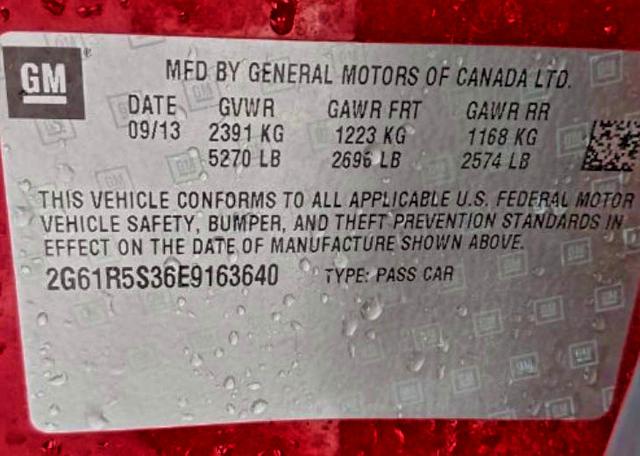 GM
MFD BY GENERAL MOTORS OF CANADA LTD.
DATE GVWR GAWR FRT GAWR RR
09/13 2391 KG 1223 KG 1168 KG
5270 LB 2696 LB 2574 LB
THIS VEHICLE CONFORMS TO ALL APPLICABLE U.S. FEDERAL MOTOR
VEHICLE SAFETY, BUMPER, AND THEFT PREVENTION STANDARDS IN
EFFECT ON THE DATE OF MANUFACTURE SHOWN ABOVE.
2G61R5S36E9163640 TYPE: PASS CAR